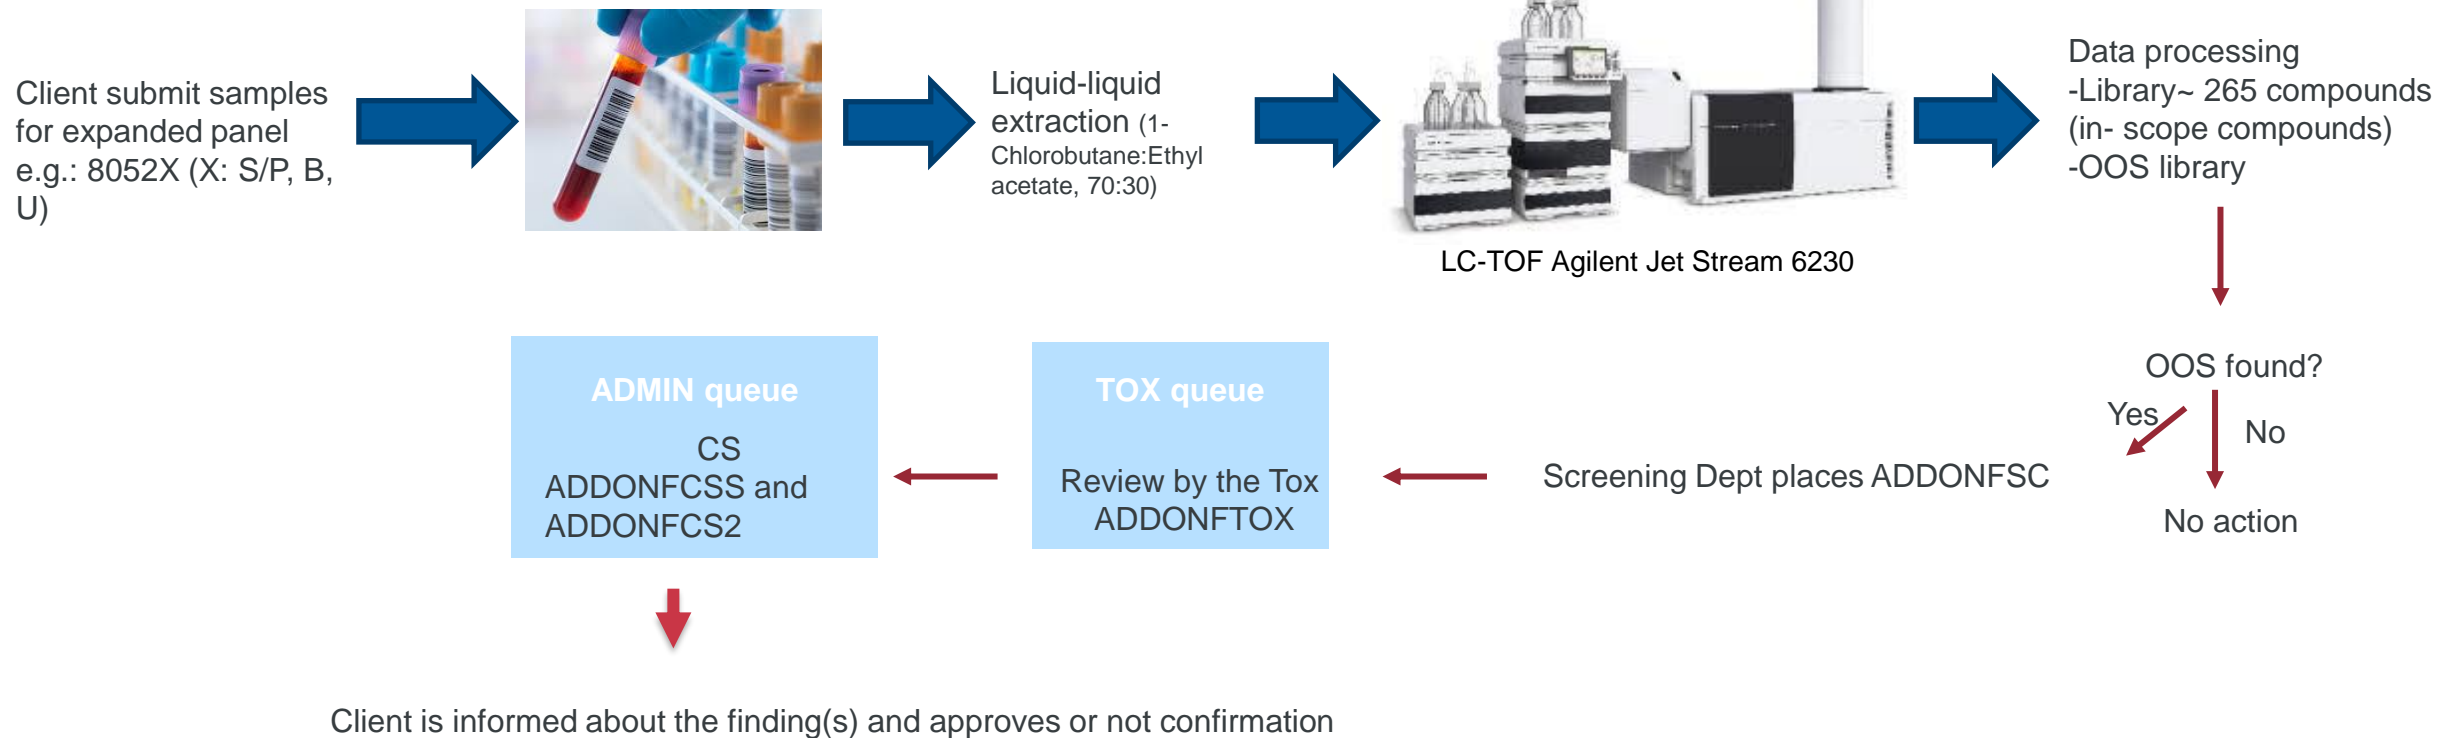 Client submit samples
for expanded panel
e.g.: 8052X (X: S/P, B,
U)
Liquid-liquid
extraction (1-
Chlorobutane:Ethyl
acetate, 70:30)
LC-TOF Agilent Jet Stream 6230
Data processing
-Library~ 265 compounds
(in- scope compounds)
-OOS library
OOS found?
Yes
No
No action
Screening Dept places ADDONFSC
TOX queue
Review by the Tox
ADDONFTOX
ADMIN queue
CS
ADDONFCSS and
ADDONFCS2
Client is informed about the finding(s) and approves or not confirmation